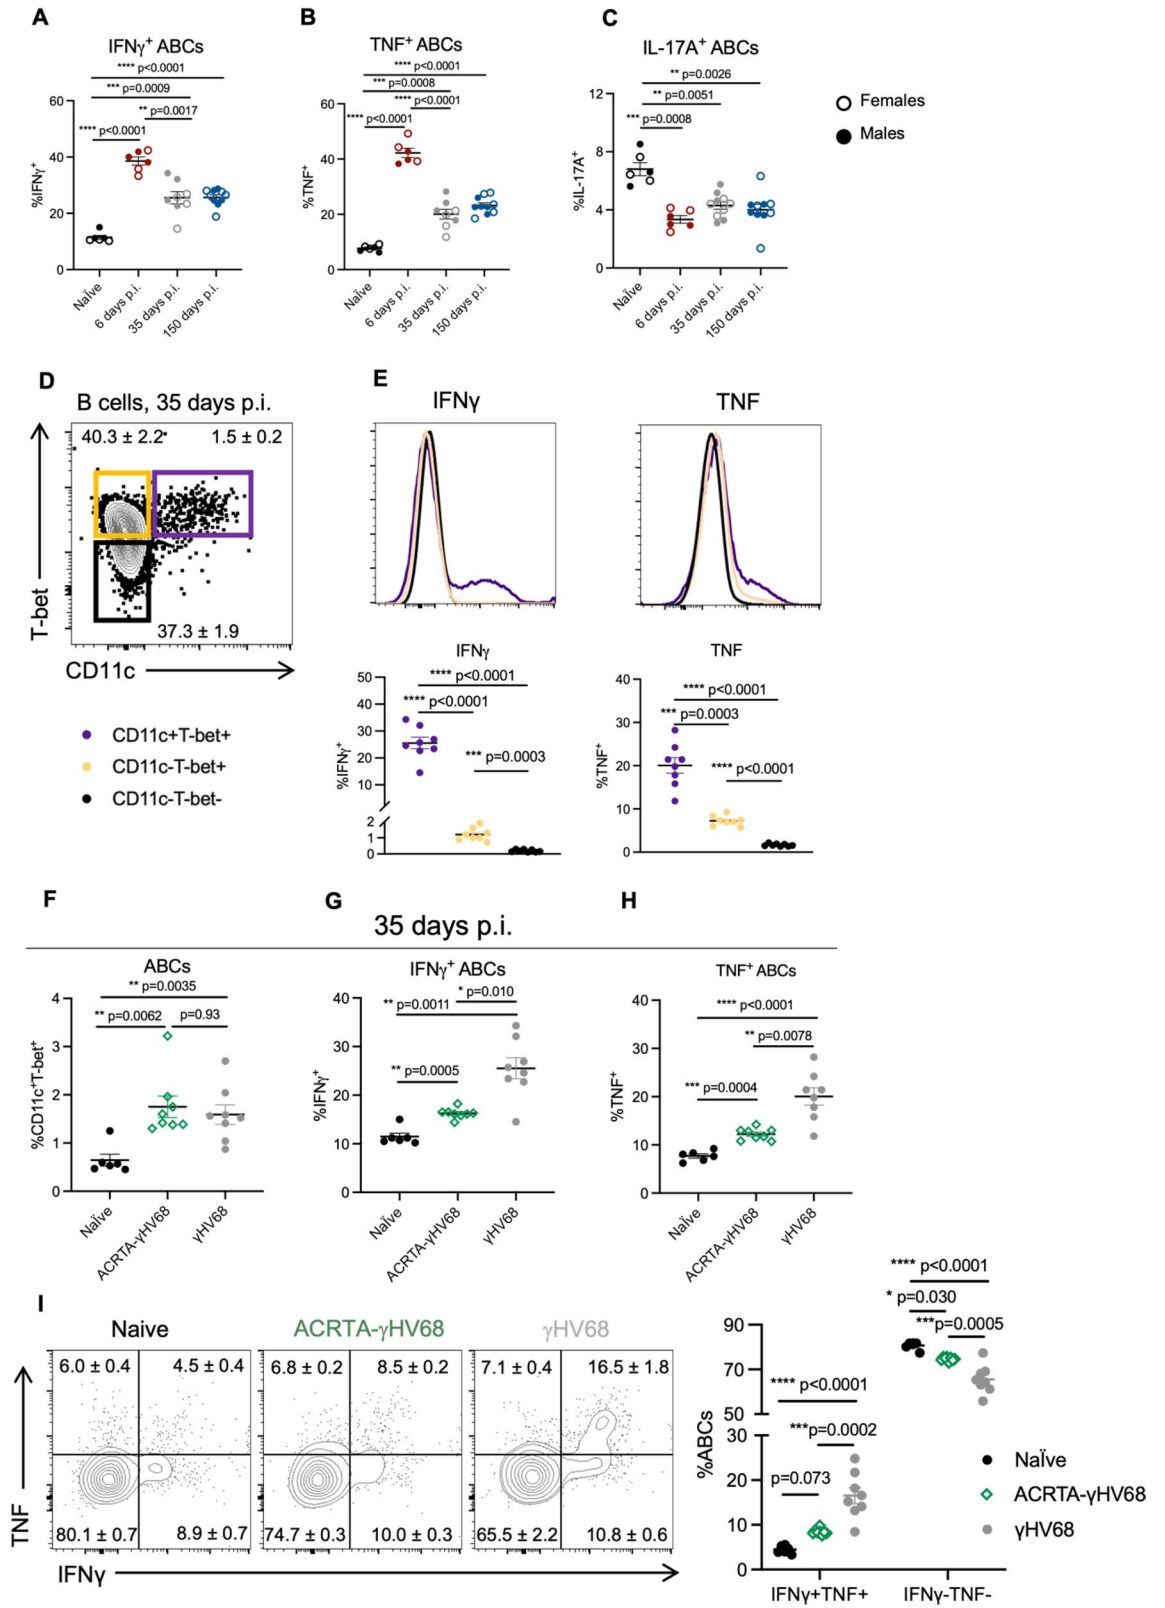 A
IFNγ⁺ ABCs
**** p<0.0001
*** p=0.0009
** p=0.0017
**** p<0.0001
%IFNγ⁺
60
40
20
0
Naïve
6 days p.i.
35 days p.i.
150 days p.i.
B
TNF⁺ ABCs
**** p<0.0001
*** p=0.0008
**** p<0.0001
**** p<0.0001
%TNF⁺
60
40
20
0
Naïve
6 days p.i.
35 days p.i.
150 days p.i.
C
IL-17A⁺ ABCs
** p=0.0026
** p=0.0051
*** p=0.0008
%IL-17A⁺
12
8
4
0
Naïve
6 days p.i.
35 days p.i.
150 days p.i.
Females
Males
D
B cells, 35 days p.i.
40.3 ± 2.2
1.5 ± 0.2
37.3 ± 1.9
T-bet
CD11c
CD11c+T-bet+
CD11c-T-bet+
CD11c-T-bet-
E
IFNγ
TNF
IFNγ
**** p<0.0001
**** p<0.0001
*** p=0.0003
%IFNγ⁺
50
40
30
20
10
2
1
0
TNF
**** p<0.0001
*** p=0.0003
**** p<0.0001
%TNF⁺
40
30
20
10
0
35 days p.i.
F
ABCs
** p=0.0035
** p=0.0062
p=0.93
%CD11c⁺T-bet⁺
4
3
2
1
0
Naïve
ACRTA-γHV68
γHV68
G
IFNγ⁺ ABCs
* p=0.010
** p=0.0011
** p=0.0005
%IFNγ⁺
40
30
20
10
0
Naïve
ACRTA-γHV68
γHV68
H
TNF⁺ ABCs
**** p<0.0001
** p=0.0078
*** p=0.0004
%TNF⁺
40
30
20
10
0
Naïve
ACRTA-γHV68
γHV68
I
Naive
6.0 ± 0.4
4.5 ± 0.4
80.1 ± 0.7
8.9 ± 0.7
ACRTA-γHV68
6.8 ± 0.2
8.5 ± 0.2
74.7 ± 0.3
10.0 ± 0.3
γHV68
7.1 ± 0.4
16.5 ± 1.8
65.5 ± 2.2
10.8 ± 0.6
TNF
IFNγ
**** p<0.0001
* p=0.030
***p=0.0005
**** p<0.0001
***p=0.0002
p=0.073
%ABCs
90
70
50
30
20
10
0
IFNγ+TNF+
IFNγ-TNF-
Naïve
ACRTA-γHV68
γHV68